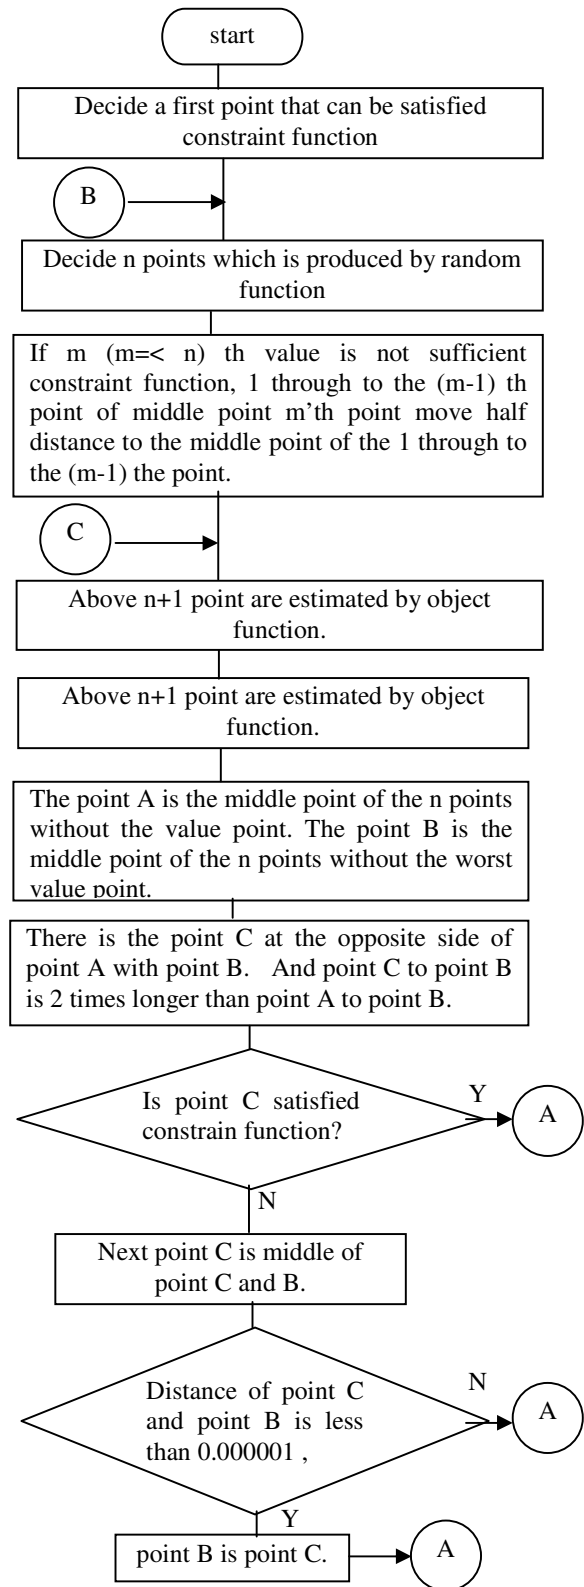 start
Decide a first point that can be satisfied
constraint function
B
Decide n points which is produced by random
function
If m (m=< n) th value is not sufficient
constraint function, 1 through to the (m-1) th
point of middle point m'th point move half
distance to the middle point of the 1 through to
the (m-1) the point.
C
Above n+1 point are estimated by object
function.
Above n+1 point are estimated by object
function.
The point A is the middle point of the n points
without the value point. The point B is the
middle point of the n points without the worst
value point.
There is the point C at the opposite side of
point A with point B. And point C to point B
is 2 times longer than point A to point B.
Is point C satisfied
constrain function?
Y
A
N
Next point C is middle of
point C and B.
Distance of point C
and point B is less
than 0.000001 ,
N
A
Y
point B is point C.
A